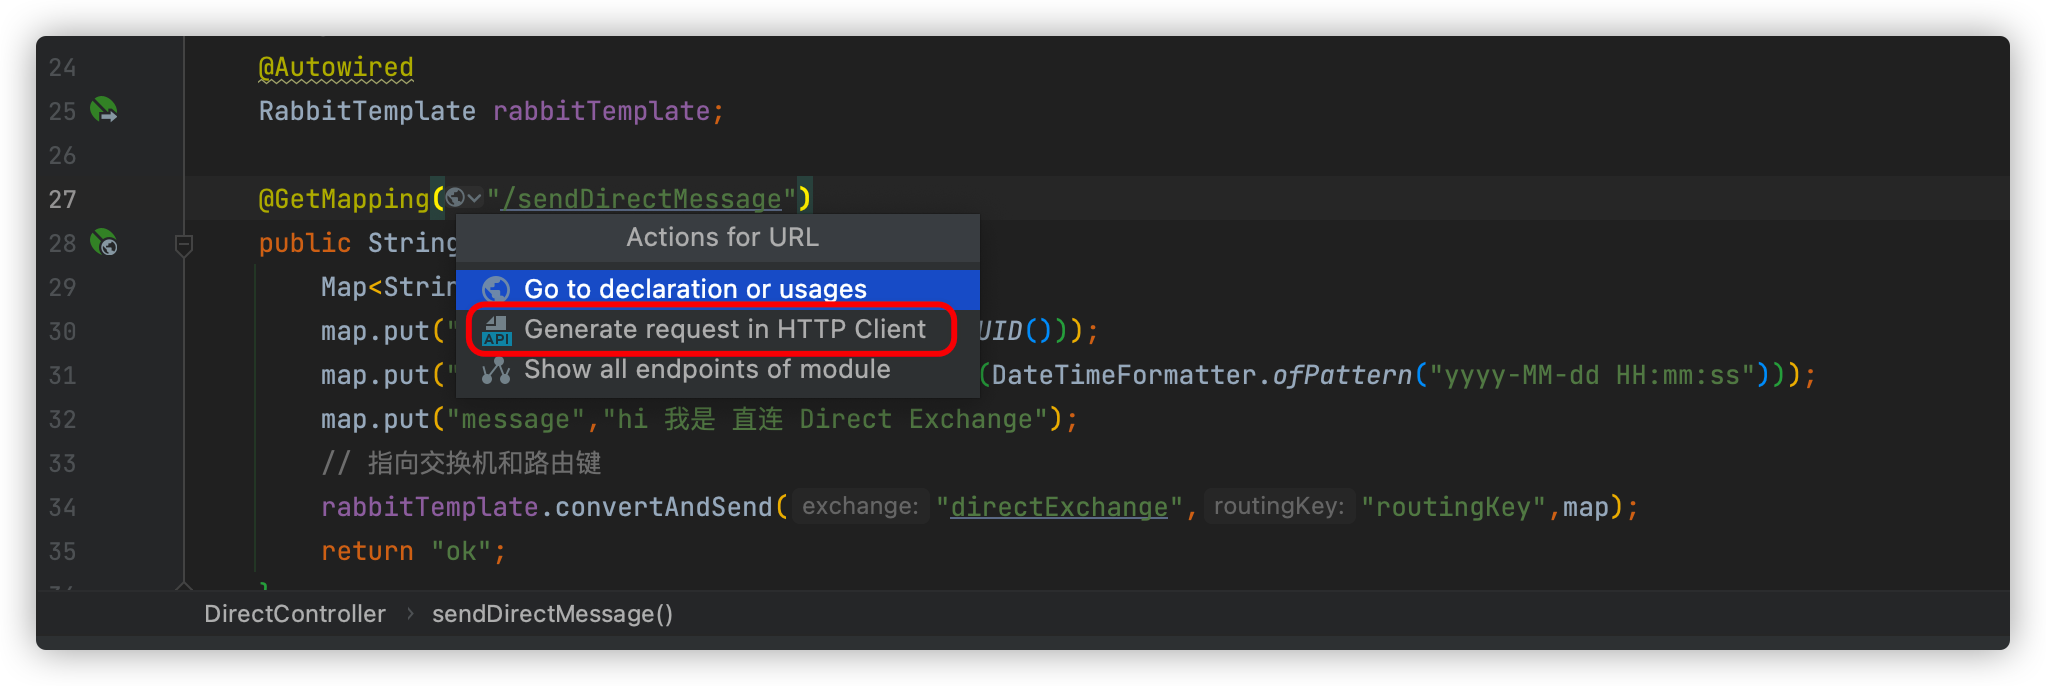 24 @Autowired
25 RabbitTemplate rabbitTemplate;
26
27 @GetMapping("/sendDirectMessage")
Actions for URL
28 public String
Go to declaration or usages
29 Map<Strin
Generate request in HTTP Client
30 map.put(" UID()));
Show all endpoints of module
31 map.put(" (DateTimeFormatter.ofPattern("yyyy-MM-dd HH:mm:ss")));
32 map.put("message","hi 我是 直连 Direct Exchange");
33 // 指向交换机和路由键
34 rabbitTemplate.convertAndSend( exchange: "directExchange", routingKey: "routingKey",map);
35 return "ok";
DirectController › sendDirectMessage()